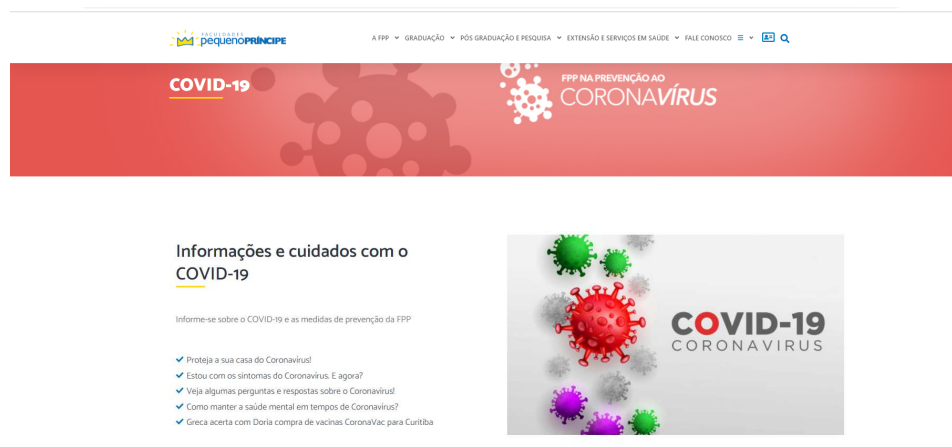 FACULDADES
pequenoPRÍNCIPE
A FPP GRADUAÇÃO PÓS GRADUAÇÃO E PESQUISA EXTENSÃO E SERVIÇOS EM SAÚDE FALE CONOSCO
COVID-19
FPP NA PREVENÇÃO AO
CORONAVÍRUS
Informações e cuidados com o
COVID-19
Informe-se sobre o COVID-19 e as medidas de prevenção da FPP
Proteja a sua casa do Coronavírus!
Estou com os sintomas do Coronavírus. E agora?
Veja algumas perguntas e respostas sobre o Coronavírus!
Como manter a saúde mental em tempos de Coronavírus?
Greca acerta com Doria compra de vacinas CoronaVac para Curitiba
COVID-19
CORONAVIRUS